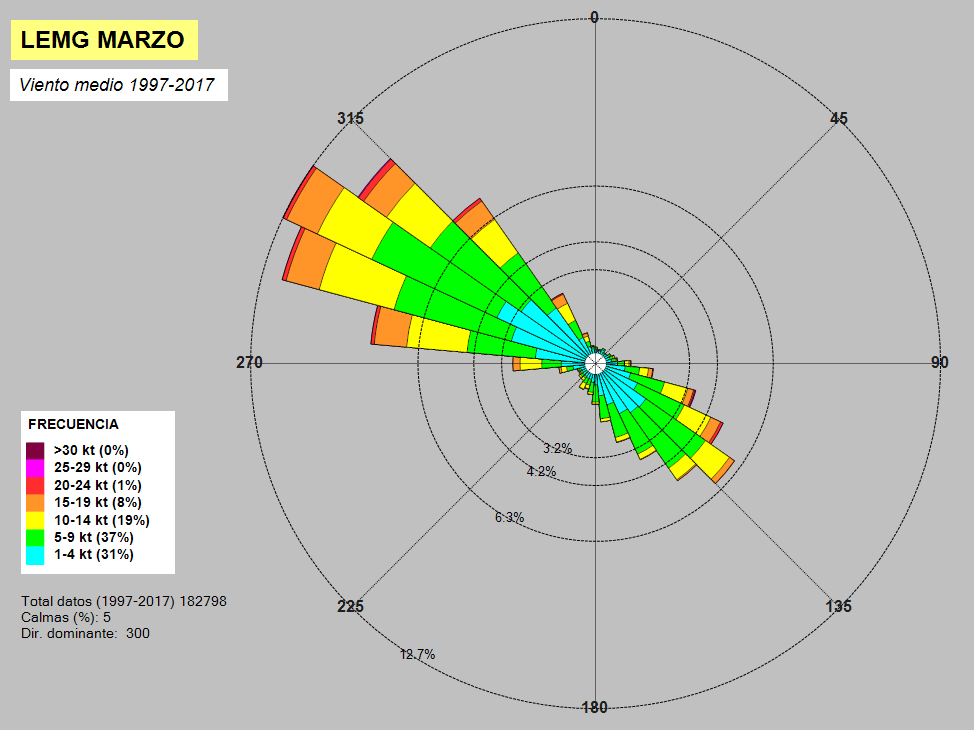 LEMG MARZO
Viento medio 1997-2017
0
45
90
135
180
225
270
315
3.2%
4.2%
6.3%
12.7%
FRECUENCIA
>30 kt (0%)
25-29 kt (0%)
20-24 kt (1%)
15-19 kt (8%)
10-14 kt (19%)
5-9 kt (37%)
1-4 kt (31%)
Total datos (1997-2017) 182798
Calmas (%): 5
Dir. dominante: 300